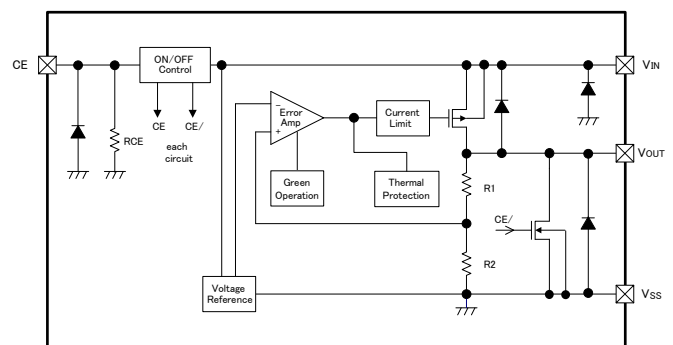 CE
ON/OFF
Control
CE
CE/
each
circuit
RCE
−
Error
Amp
+
Green
Operation
Current
Limit
Thermal
Protection
Voltage
Reference
R1
R2
CE/
VIN
VOUT
VSS